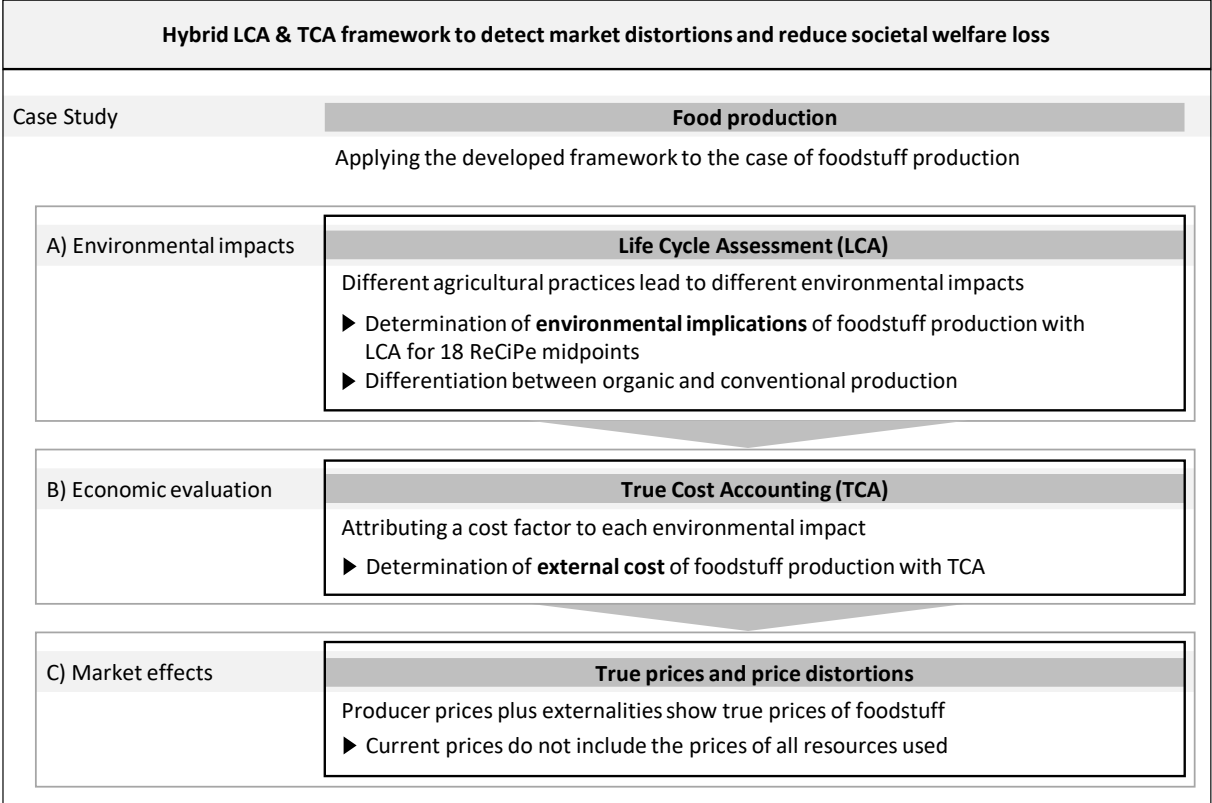 Hybrid LCA & TCA framework to detect market distortions and reduce societal welfare loss
Case Study
Food production
Applying the developed framework to the case of foodstuff production
A) Environmental impacts
Life Cycle Assessment (LCA)
Different agricultural practices lead to different environmental impacts
Determination of environmental implications of foodstuff production with
LCA for 18 ReCiPe midpoints
Differentiation between organic and conventional production
B) Economic evaluation
True Cost Accounting (TCA)
Attributing a cost factor to each environmental impact
Determination of external cost of foodstuff production with TCA
C) Market effects
True prices and price distortions
Producer prices plus externalities show true prices of foodstuff
Current prices do not include the prices of all resources used